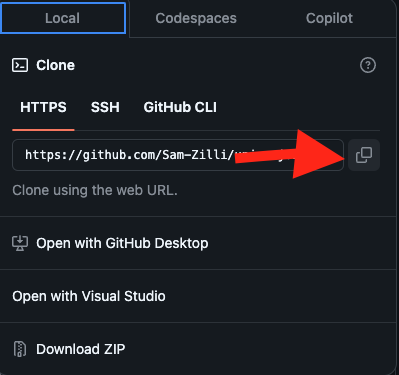 Local Codespaces Copilot
Clone
HTTPS SSH GitHub CLI
https://github.com/Sam-Zilli/
Clone using the web URL.
Open with GitHub Desktop
Open with Visual Studio
Download ZIP